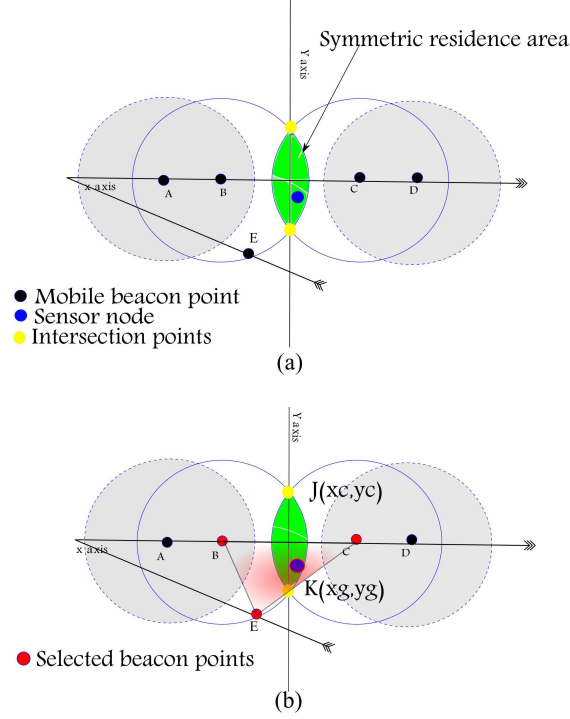 Symmetric residence area
Y axis
x axis
A
B
C
D
E
Mobile beacon point
Sensor node
Intersection points
(a)
Y axis
J(xc,yc)
x axis
A
B
C
D
K(xg,yg)
E
Selected beacon points
(b)